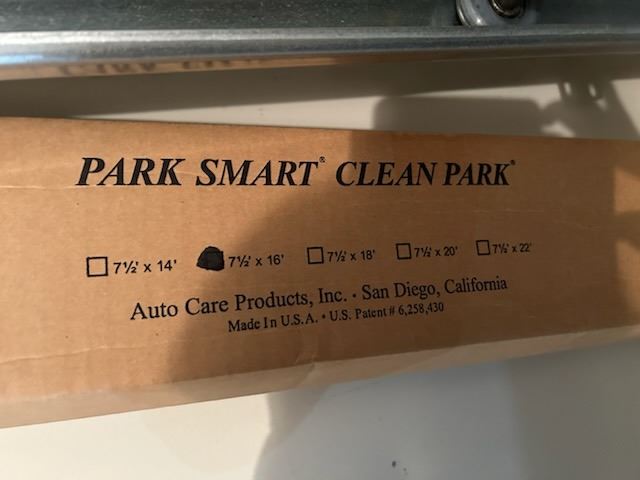 PARK SMART® CLEAN PARK®
7½' x 14' 7½' x 16' 7½' x 18' 7½' x 20' 7½' x 22'
Auto Care Products, Inc. • San Diego, California
Made In U.S.A. • U.S. Patent # 6,258,430